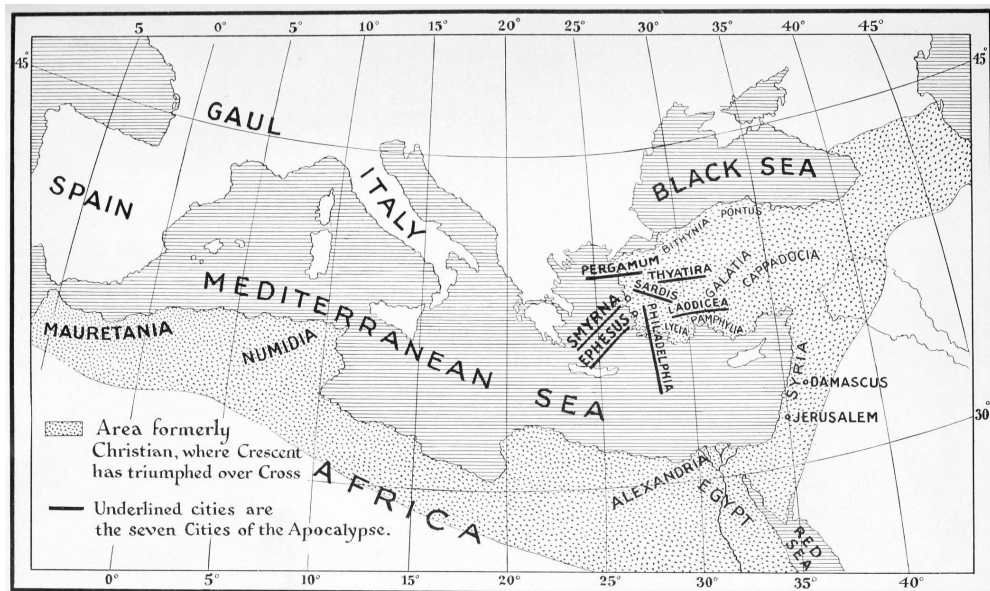 5 0° 5° 10° 15° 20° 25° 30° 35° 40° 45°
45° 45°
GAUL
SPAIN
ITALY
BLACK SEA
PONTUS
BITHYNIA
PERGAMUM
THYATIRA
GALATIA
CAPPADOCIA
SARDIS
LAODICEA
SMYRNA
EPHESUS
PHILADELPHIA
LYCIA
PAMPHYLIA
MEDITERRANEAN SEA
MAURETANIA
NUMIDIA
SYRIA
DAMASCUS
JERUSALEM
30°
ALEXANDRIA
EGYPT
RED SEA
AFRICA
Area formerly
Christian, where Crescent
has triumphed over Cross
Underlined cities are
the seven Cities of the Apocalypse.
0° 5° 10° 15° 20° 25° 30° 35° 40°